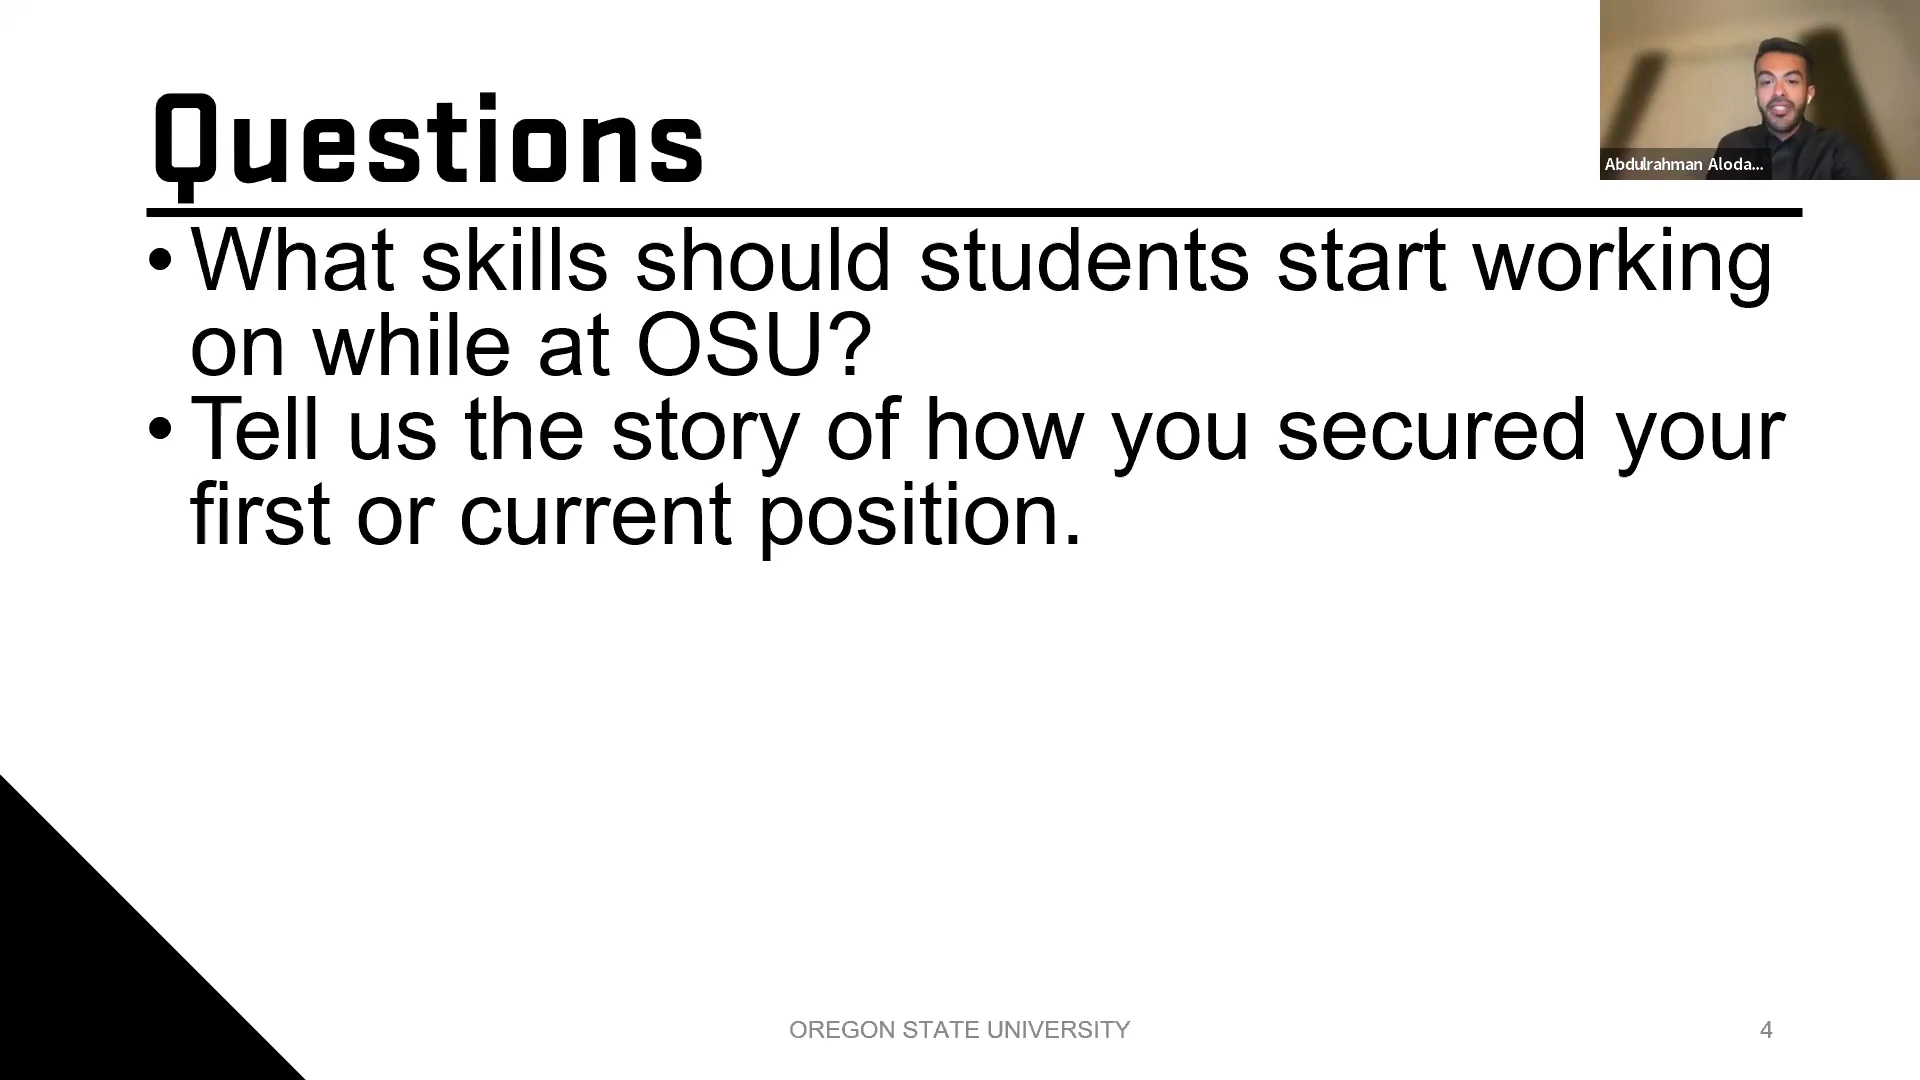 Questions
• What skills should students start working
on while at OSU?
• Tell us the story of how you secured your
first or current position.
Abdulrahman Aloda...
OREGON STATE UNIVERSITY
4